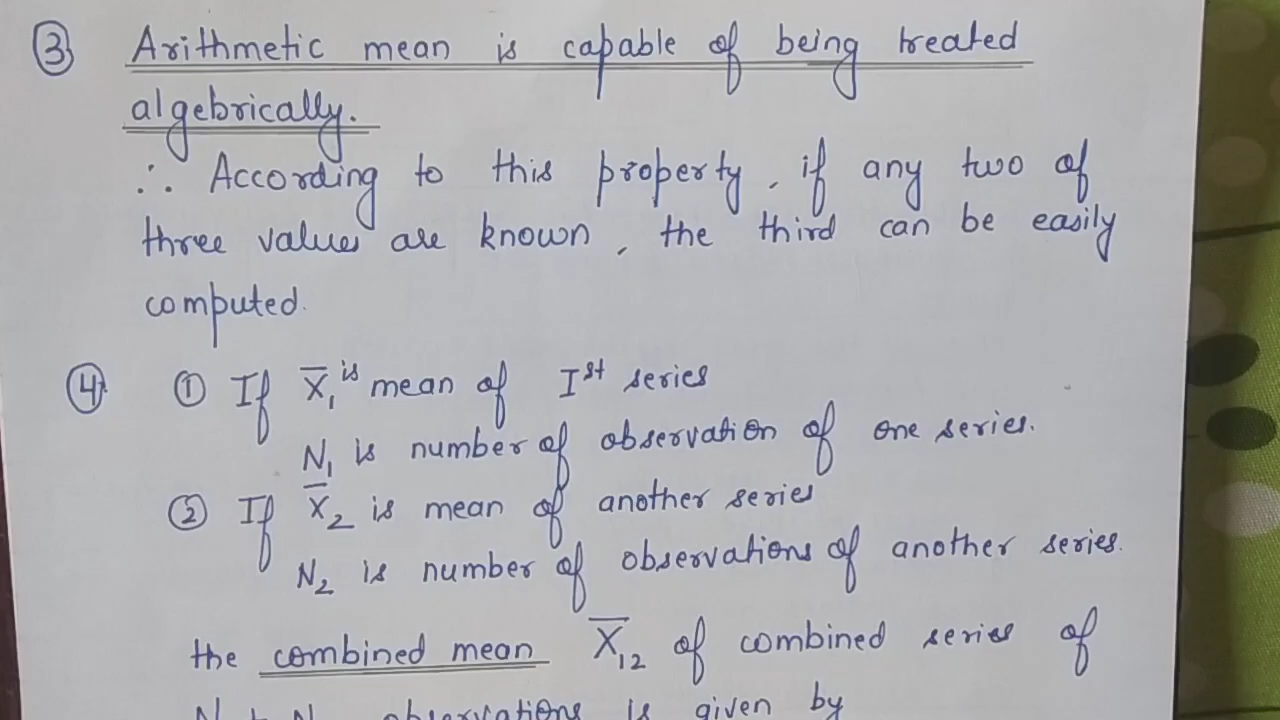 ③ Arithmetic mean is capable of being treated
algebrically.
∴ According to this property, if any two of
three values are known, the third can be easily
computed.
④ ① If X̅₁ is mean of Iˢᵗ series
N₁ is number of observation of one series.
② If X̅₂ is mean of another series
N₂ is number of observations of another series.
the combined mean X̅₁₂ of combined series of
N + N observations is given by